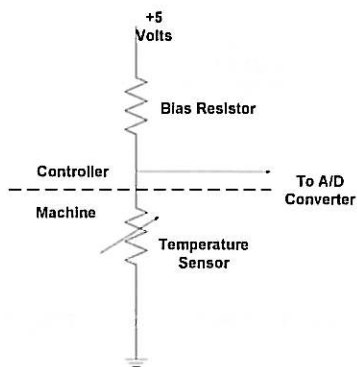 +5
Volts
Bias Resistor
Controller
To A/D
Converter
Machine
Temperature
Sensor